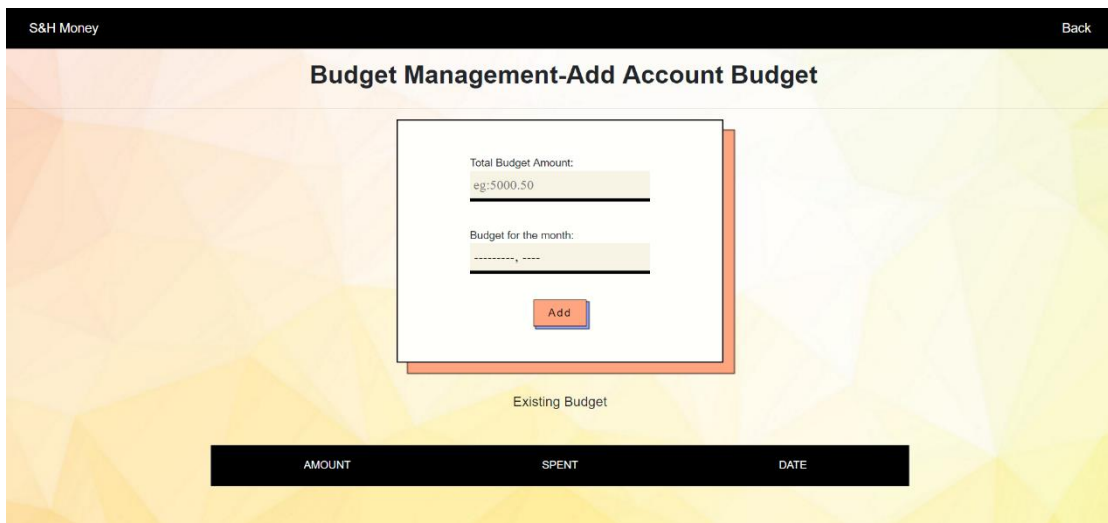 S&H Money Back
Budget Management-Add Account Budget
Total Budget Amount:
eg:5000.50
Budget for the month:
---------, ----
Add
Existing Budget
AMOUNT SPENT DATE